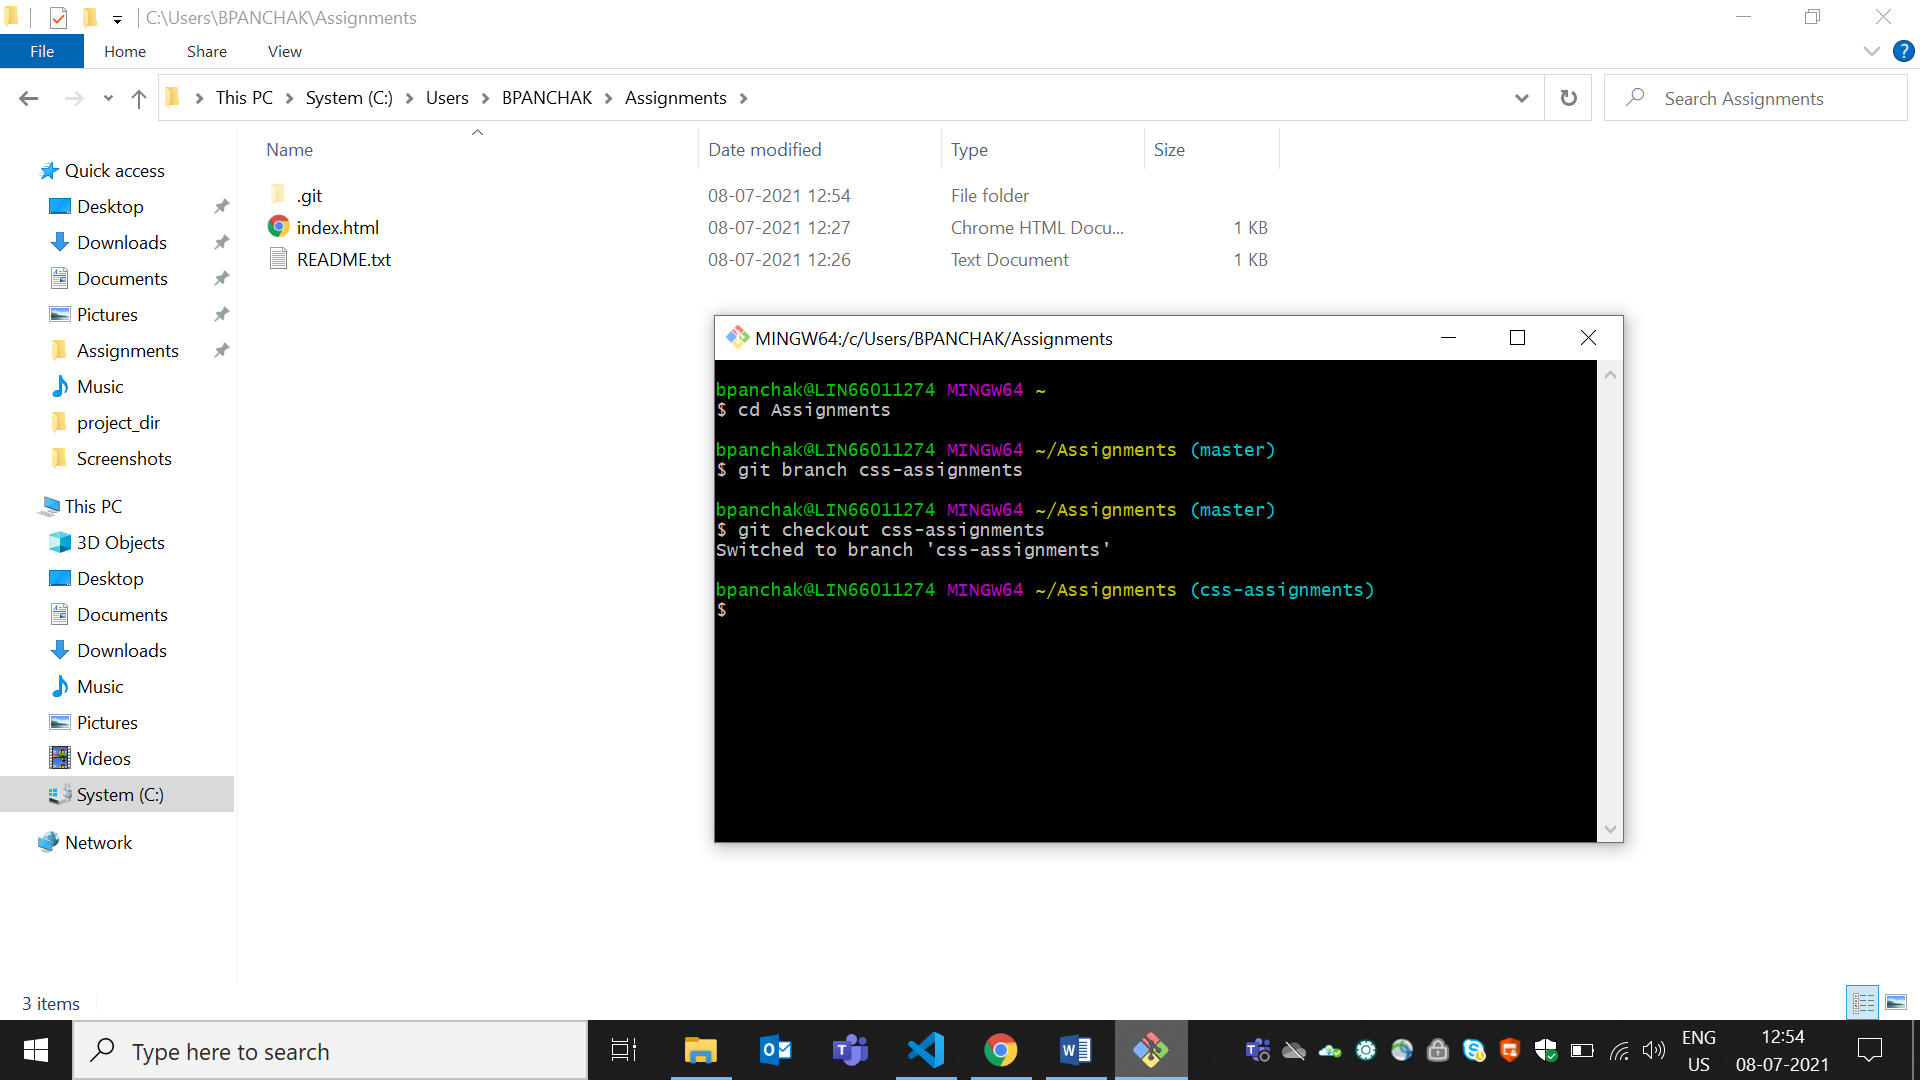 C:\Users\BPANCHAK\Assignments
File Home Share View
This PC System (C:) Users BPANCHAK Assignments
Search Assignments
Name Date modified Type Size
.git 08-07-2021 12:54 File folder
index.html 08-07-2021 12:27 Chrome HTML Docu... 1 KB
README.txt 08-07-2021 12:26 Text Document 1 KB
Quick access
Desktop
Downloads
Documents
Pictures
Assignments
Music
project_dir
Screenshots
This PC
3D Objects
Desktop
Documents
Downloads
Music
Pictures
Videos
System (C:)
Network
MINGW64:/c/Users/BPANCHAK/Assignments
bpanchak@LIN66011274 MINGW64 ~
$ cd Assignments
bpanchak@LIN66011274 MINGW64 ~/Assignments (master)
$ git branch css-assignments
bpanchak@LIN66011274 MINGW64 ~/Assignments (master)
$ git checkout css-assignments
Switched to branch 'css-assignments'
bpanchak@LIN66011274 MINGW64 ~/Assignments (css-assignments)
$
3 items
Type here to search
ENG
US
12:54
08-07-2021